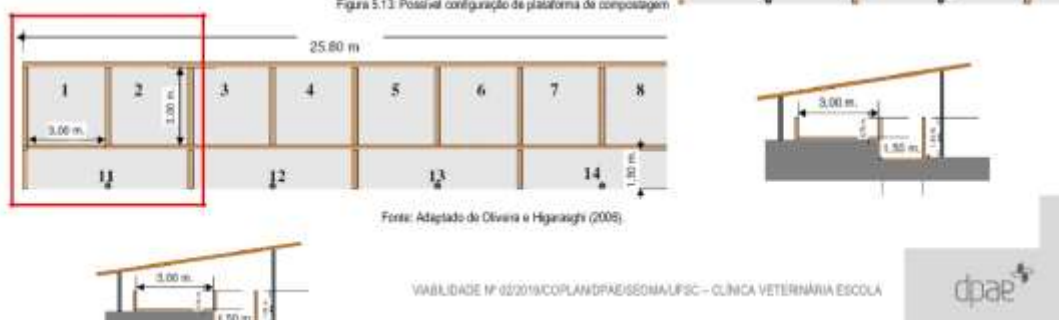 Figura 5.13: Possível configuração de plataforma de compostagem
25.80 m
1 2 3 4 5 6 7 8
3,00 m.
3,00 m.
11 12 13 14
1,50 m.
3,00 m.
1,50 m.
Fonte: Adaptado de Oliveira e Higarasghi (2006).
3,00 m.
1,50 m.
VIABILIDADE Nº 02/2019/COPLAN/DPAE/SEOMA/UFSC – CLÍNICA VETERINÁRIA ESCOLA
dpae